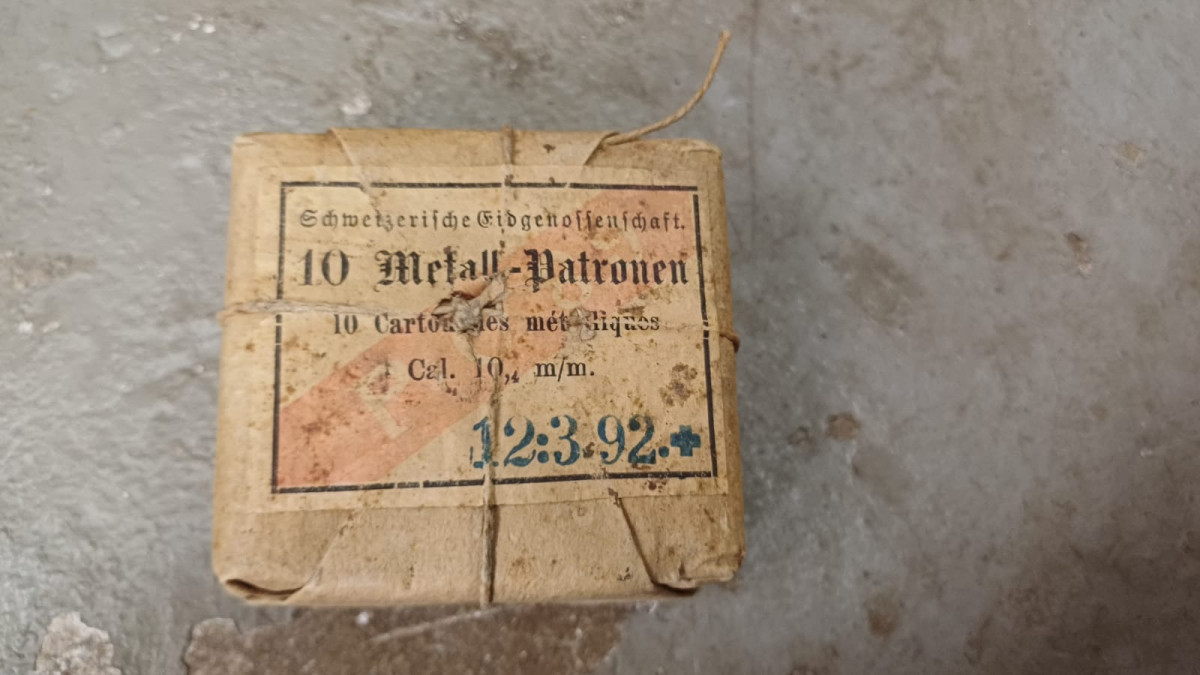 Schweizerische Eidgenossenschaft.
10 Metall-Patronen
10 Cartouches métalliques
Cal. 10,4 m/m.
12:3.92.